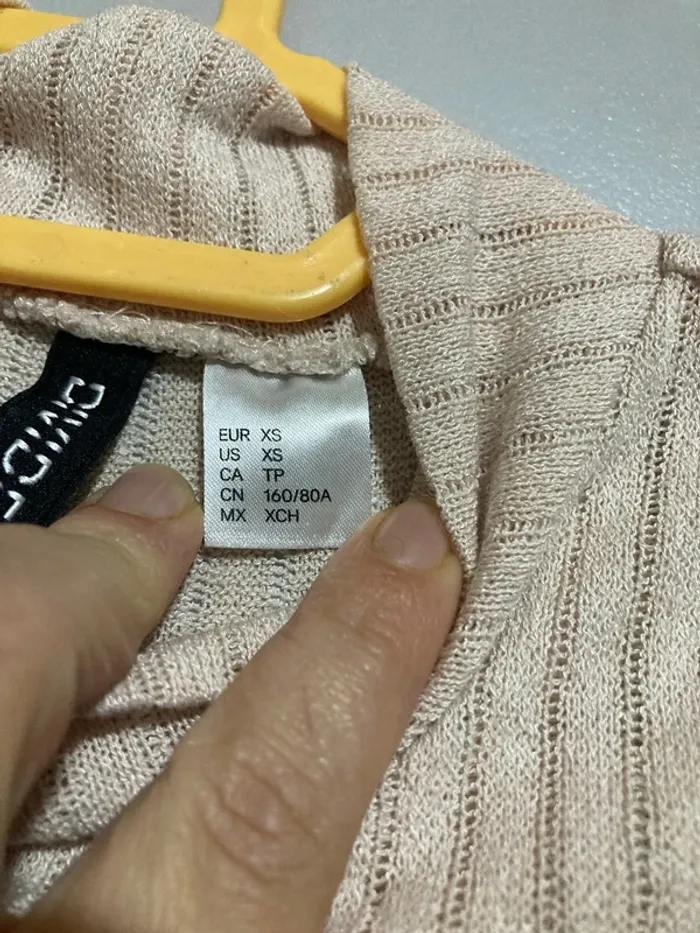 EUR XS
US XS
CA TP
CN 160/80A
MX XCH